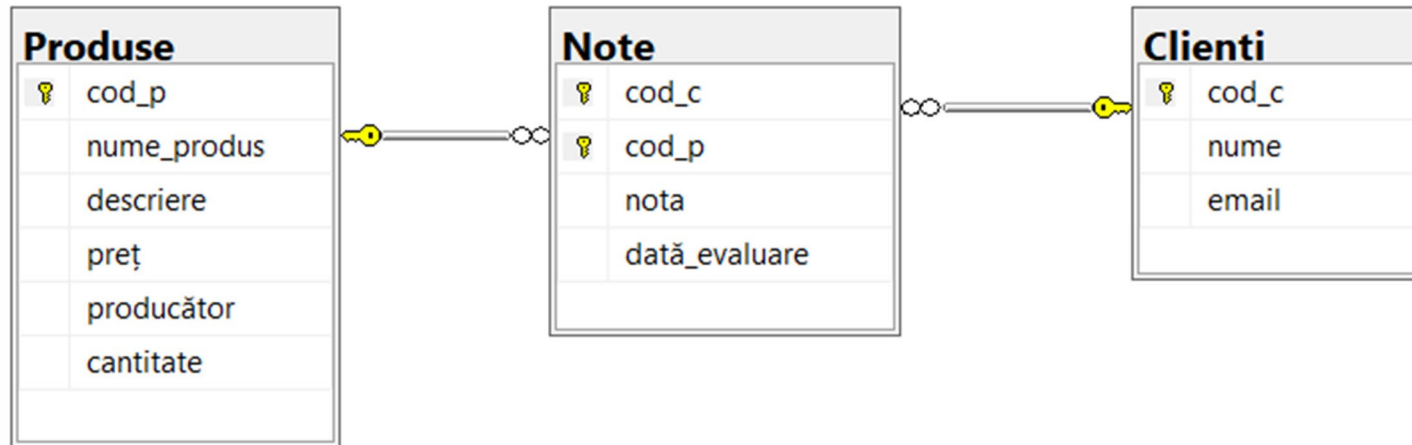 Produse
cod_p
nume_produs
descriere
preț
producător
cantitate
Note
cod_c
cod_p
nota
dată_evaluare
Clienti
cod_c
nume
email